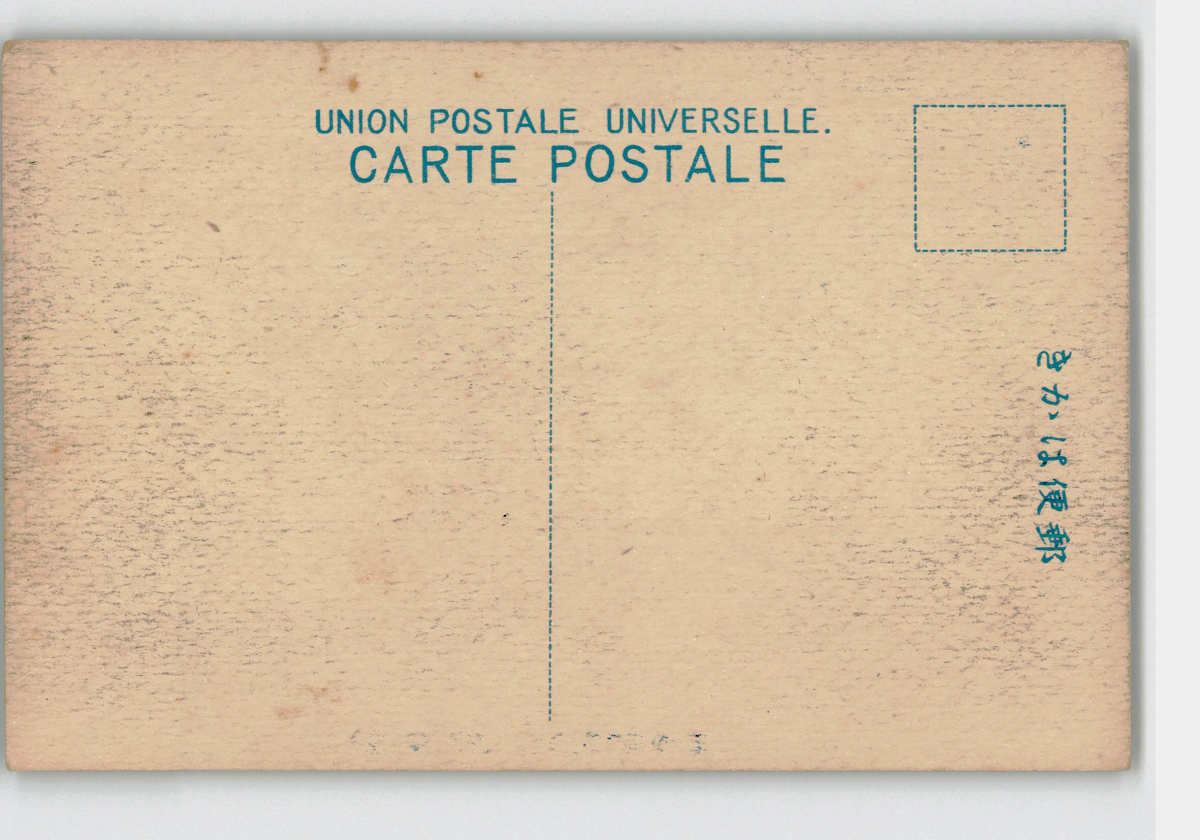 UNION POSTALE UNIVERSELLE.
CARTE POSTALE
郵便はかき